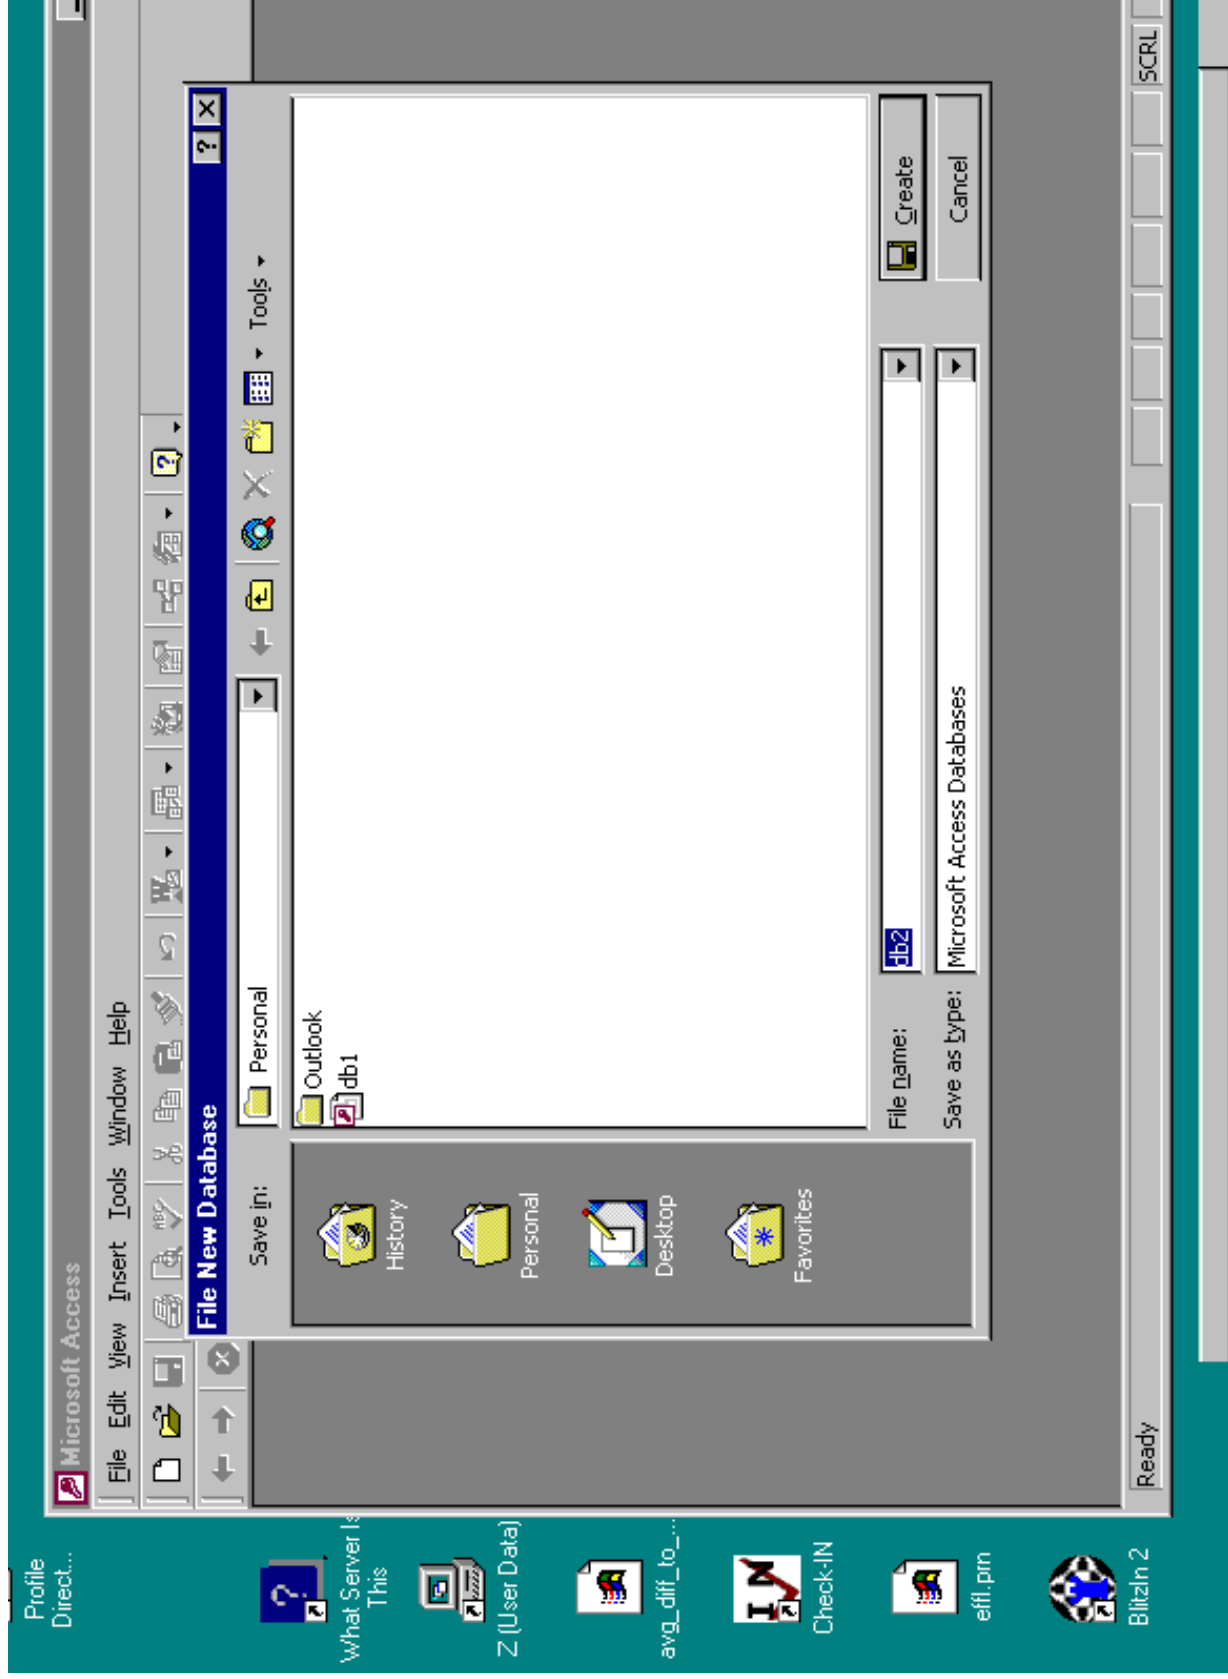 Profile
Direct...
What Server Is
This
Z (User Data)
avg_diff_to_...
Check-IN
effl.prn
BlitzIn 2
Microsoft Access
File Edit View Insert Tools Window Help
File New Database
Save in:
Personal
Tools
History
Personal
Desktop
Favorites
Outlook
db1
File name:
db2
Create
Save as type:
Microsoft Access Databases
Cancel
Ready
SCRL